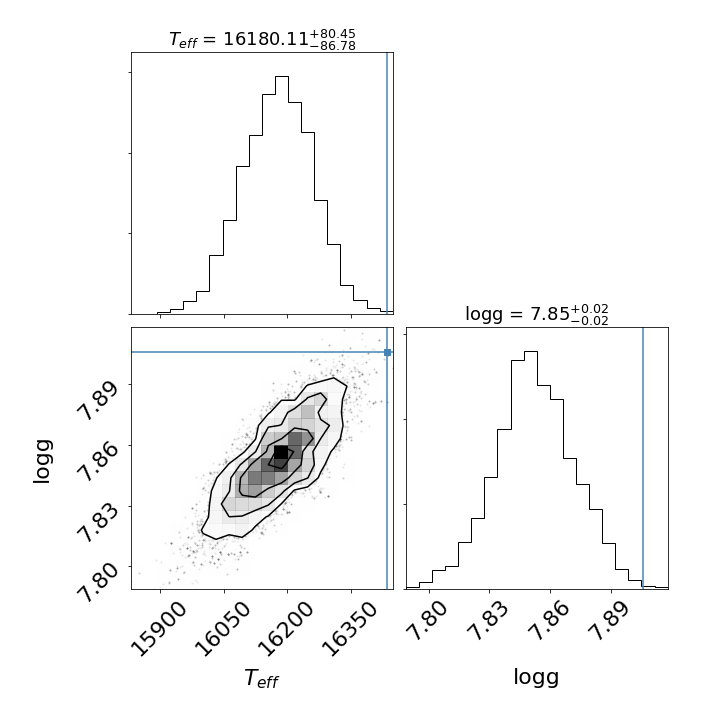 T_eff = 16180.11^{+80.45}_{-86.78}
logg = 7.85^{+0.02}_{-0.02}
logg
7.89
7.86
7.83
7.80
15900
16050
16200
16350
T_eff
7.80
7.83
7.86
7.89
logg